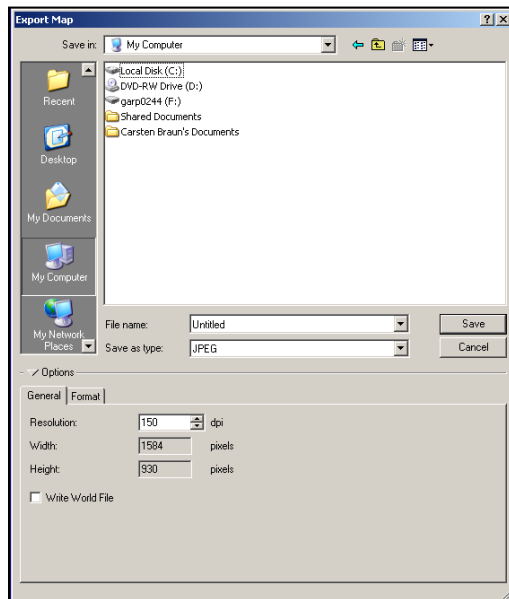 Export Map
Save in:
My Computer
Recent
Desktop
My Documents
My Computer
My Network
Places
Local Disk (C:)
DVD-RW Drive (D:)
garp0244 (F:)
Shared Documents
Carsten Braun's Documents
File name:
Untitled
Save
Save as type:
JPEG
Cancel
Options
General
Format
Resolution:
150
dpi
Width:
1584
pixels
Height:
930
pixels
Write World File